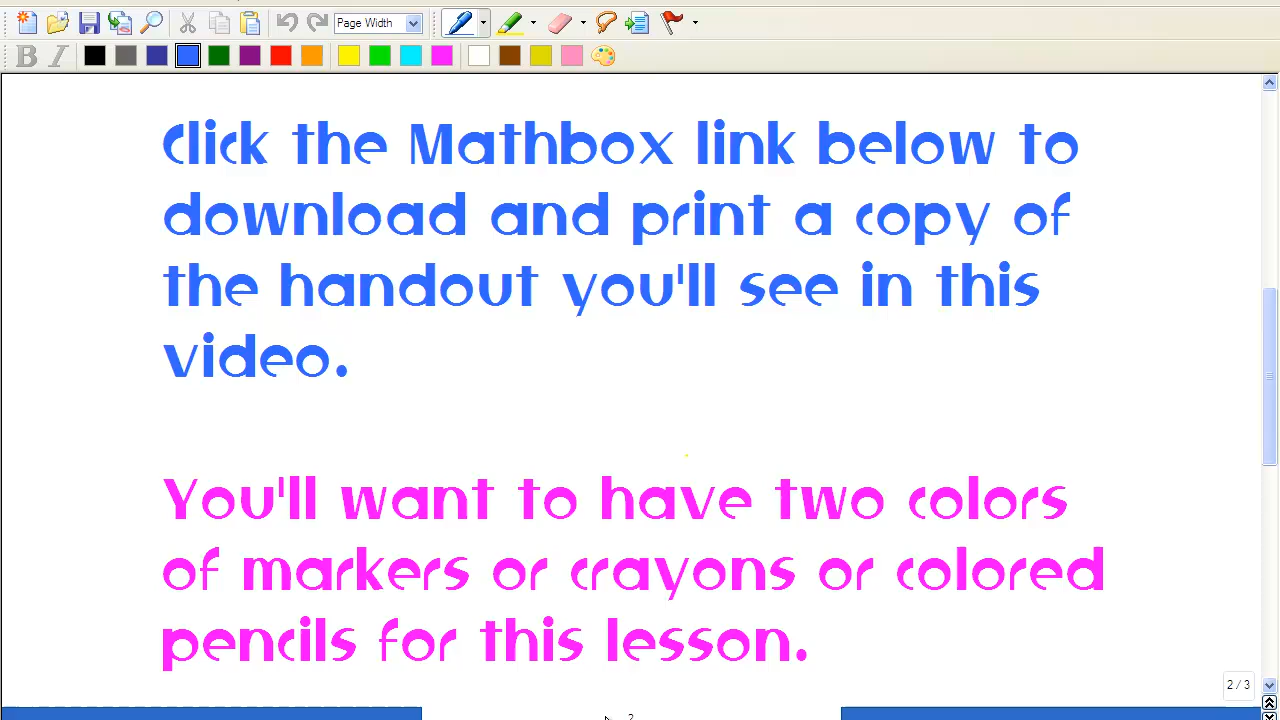 Page Width
B I
Click the Mathbox link below to
download and print a copy of
the handout you'll see in this
video.
You'll want to have two colors
of markers or crayons or colored
pencils for this lesson.
2 / 3
2